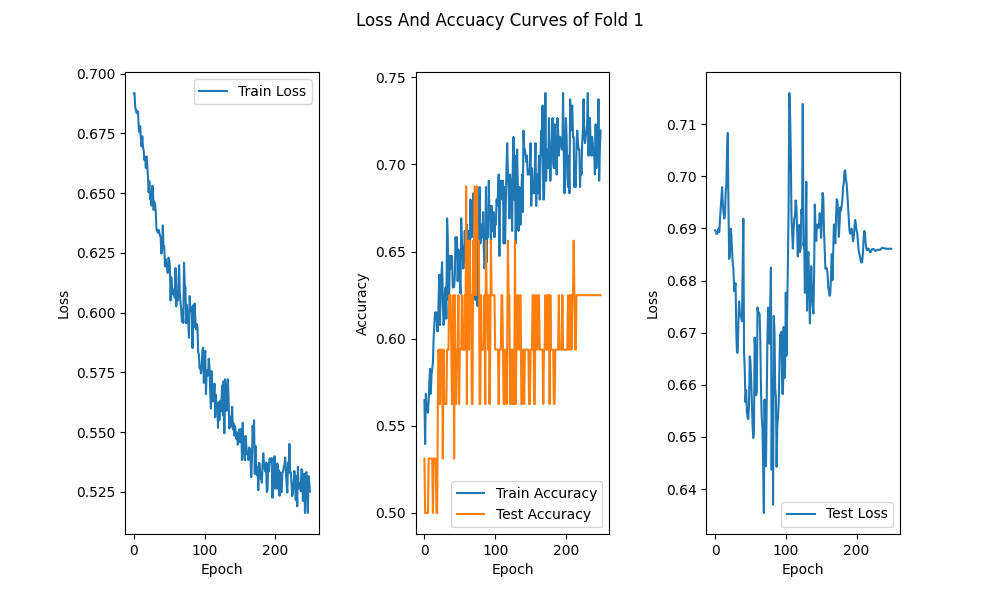 Loss And Accuacy Curves of Fold 1
0.700
0.675
0.650
0.625
0.600
0.575
0.550
0.525
Loss
0 100 200
Epoch
Train Loss
0.75
0.70
0.65
0.60
0.55
0.50
Accuracy
0 100 200
Epoch
Train Accuracy
Test Accuracy
0.71
0.70
0.69
0.68
0.67
0.66
0.65
0.64
Loss
0 100 200
Epoch
Test Loss